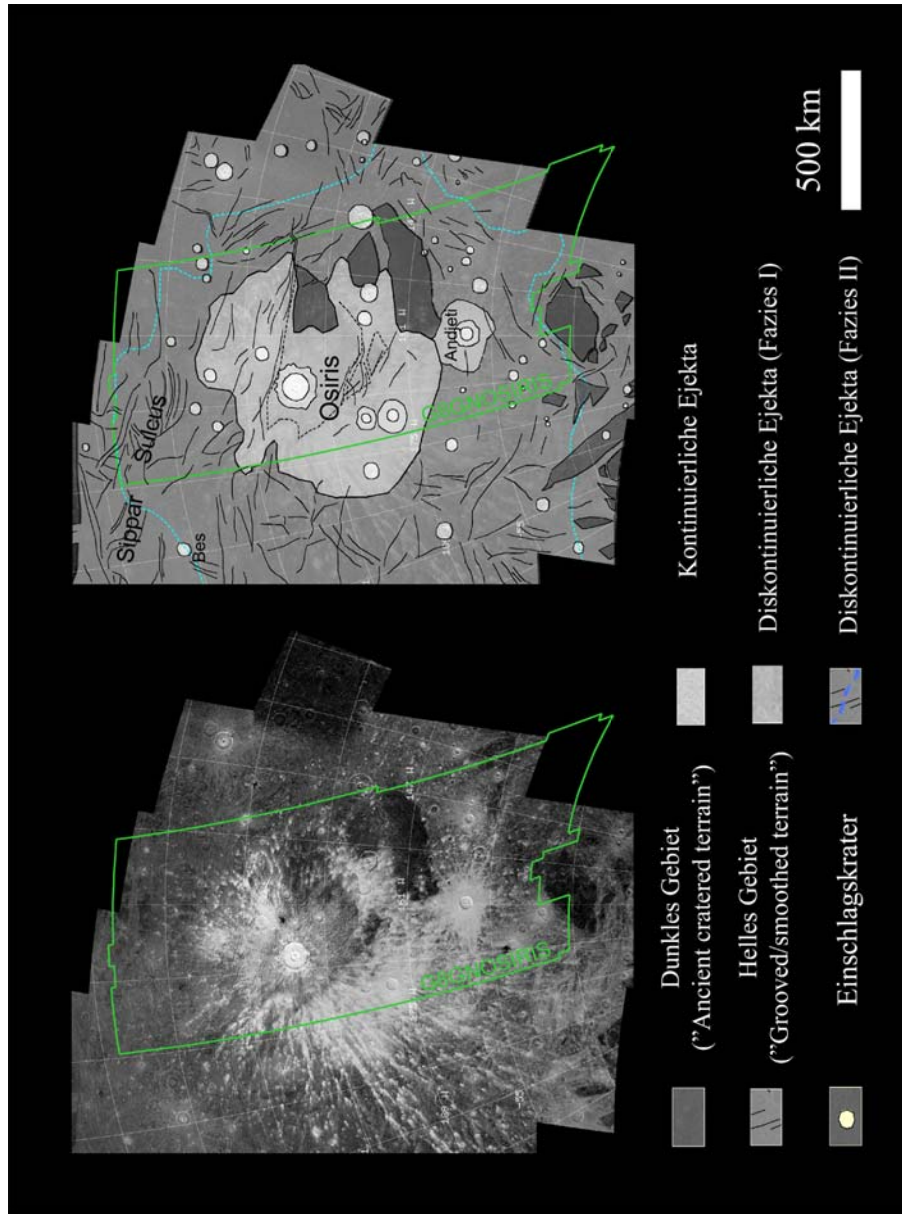 G8GNOSIRIS
Sippar
Sulcus
Bes
Osiris
Andjeti
G8GNOSIRIS
Dunkles Gebiet
("Ancient cratered terrain")
Helles Gebiet
("Grooved/smoothed terrain")
Einschlagskrater
Kontinuierliche Ejekta
Diskontinuierliche Ejekta (Fazies I)
Diskontinuierliche Ejekta (Fazies II)
500 km